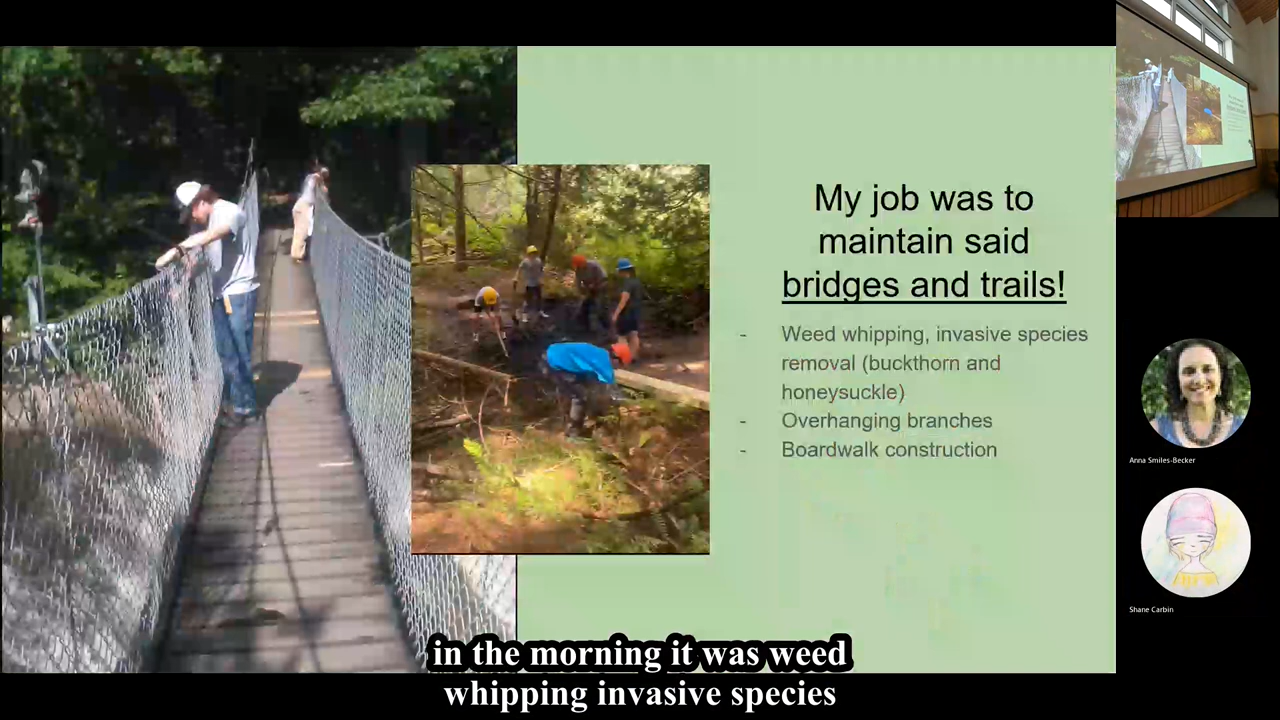 My job was to
maintain said
bridges and trails!
- Weed whipping, invasive species
removal (buckthorn and
honeysuckle)
- Overhanging branches
- Boardwalk construction
Anna Smiles-Becker
Shane Carbin
in the morning it was weed
whipping invasive species